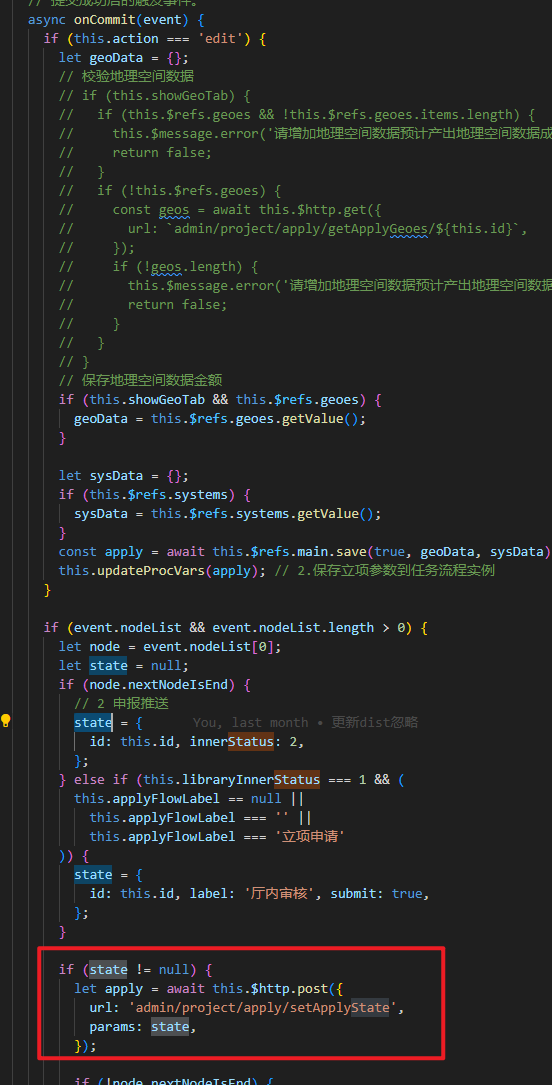 // 提交成功后的触发事件。
async onCommit(event) {
if (this.action === 'edit') {
let geoData = {};
// 校验地理空间数据
// if (this.showGeoTab) {
//   if (this.$refs.geoes && !this.$refs.geoes.items.length) {
//     this.$message.error('请增加地理空间数据预计产出地理空间数据成
//     return false;
//   }
//   if (!this.$refs.geoes) {
//     const geos = await this.$http.get({
//       url: `admin/project/apply/getApplyGeoes/${this.id}`,
//     });
//     if (!geos.length) {
//       this.$message.error('请增加地理空间数据预计产出地理空间数据
//       return false;
//     }
//   }
// }
// 保存地理空间数据金额
if (this.showGeoTab && this.$refs.geoes) {
geoData = this.$refs.geoes.getValue();
}
let sysData = {};
if (this.$refs.systems) {
sysData = this.$refs.systems.getValue();
}
const apply = await this.$refs.main.save(true, geoData, sysData)
this.updateProcVars(apply); // 2.保存立项参数到任务流程实例
}
if (event.nodeList && event.nodeList.length > 0) {
let node = event.nodeList[0];
let state = null;
if (node.nextNodeIsEnd) {
// 2 申报推送
state = { You, last month • 更新dist忽略
id: this.id, innerStatus: 2,
};
} else if (this.libraryInnerStatus === 1 && (
this.applyFlowLabel == null ||
this.applyFlowLabel === '' ||
this.applyFlowLabel === '立项申请'
)) {
state = {
id: this.id, label: '厅内审核', submit: true,
};
}
if (state != null) {
let apply = await this.$http.post({
url: 'admin/project/apply/setApplyState',
params: state,
});
if (!node.nextNodeIsEnd) {